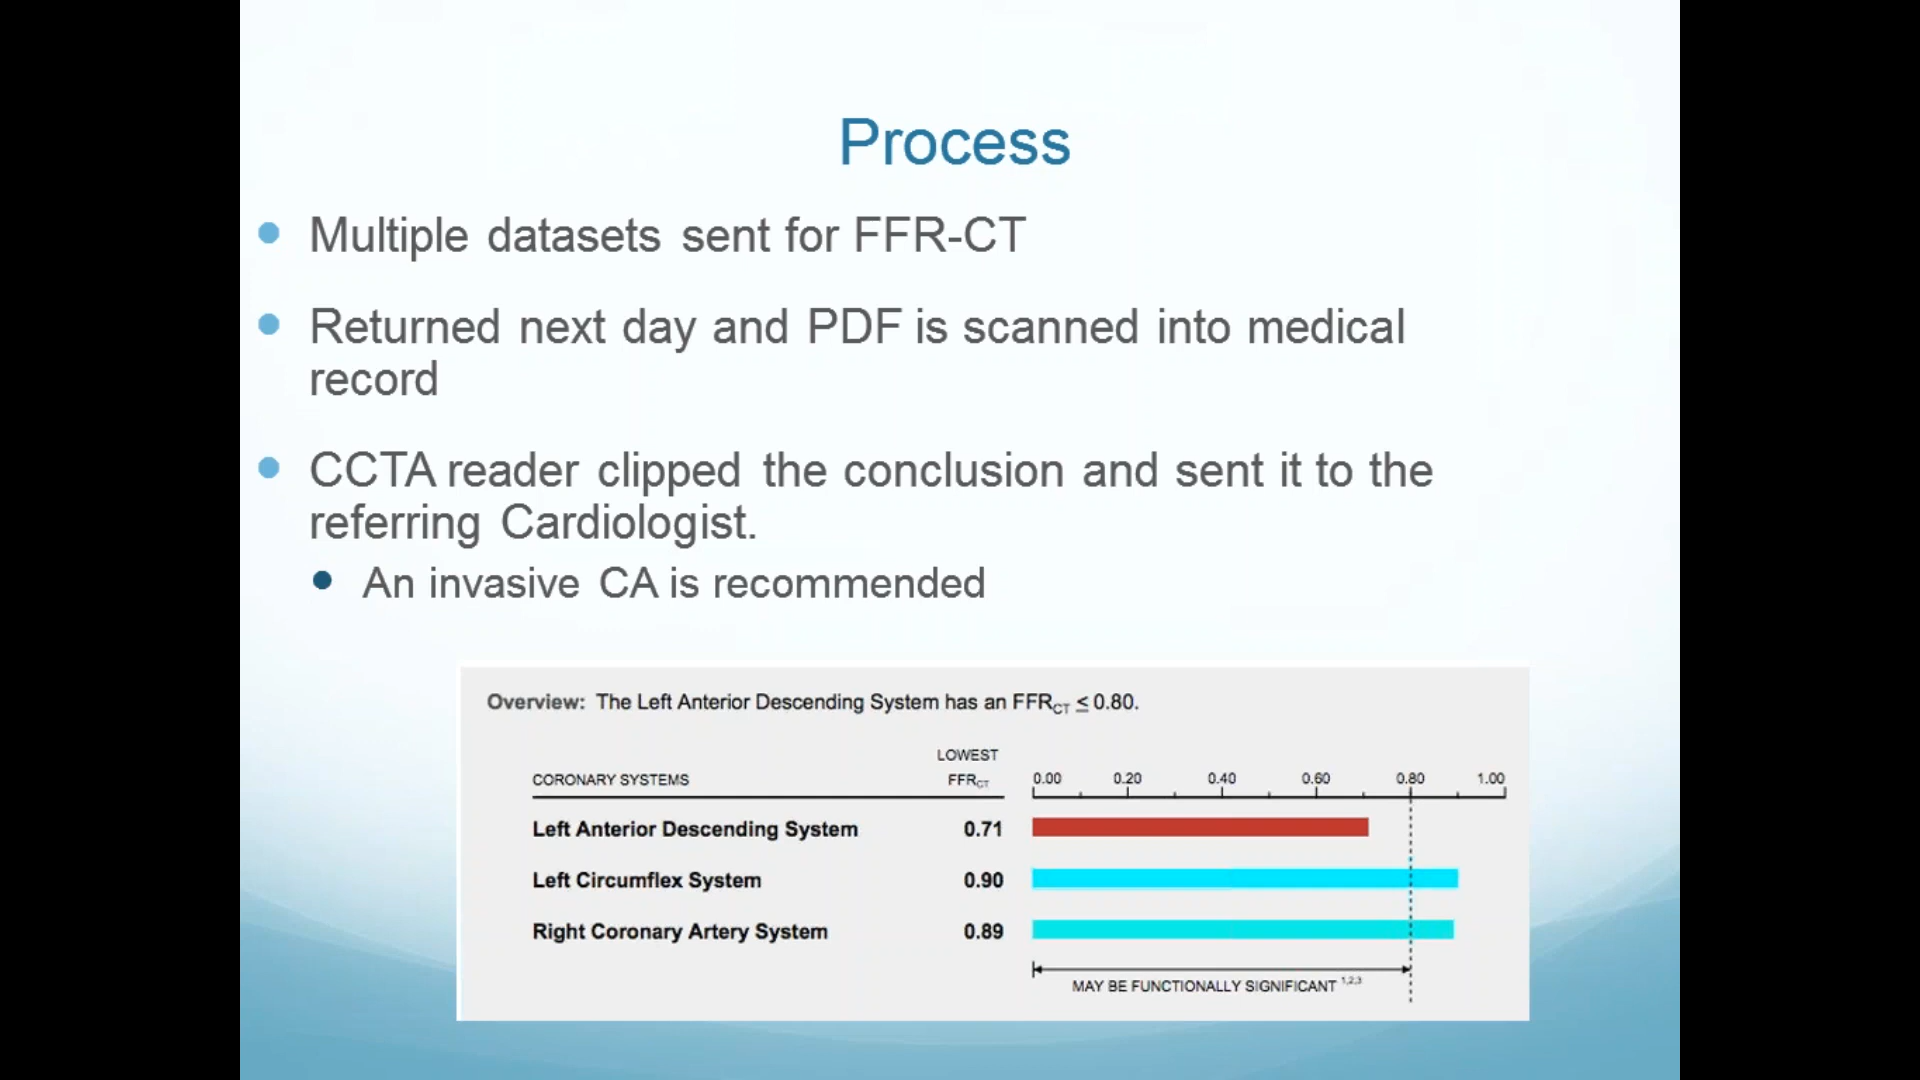 Process
Multiple datasets sent for FFR-CT
Returned next day and PDF is scanned into medical
record
CCTA reader clipped the conclusion and sent it to the
referring Cardiologist.
An invasive CA is recommended
Overview: The Left Anterior Descending System has an FFRCT ≤ 0.80.
LOWEST
CORONARY SYSTEMS FFRCT 0.00 0.20 0.40 0.60 0.80 1.00
Left Anterior Descending System 0.71
Left Circumflex System 0.90
Right Coronary Artery System 0.89
MAY BE FUNCTIONALLY SIGNIFICANT 1,2,3